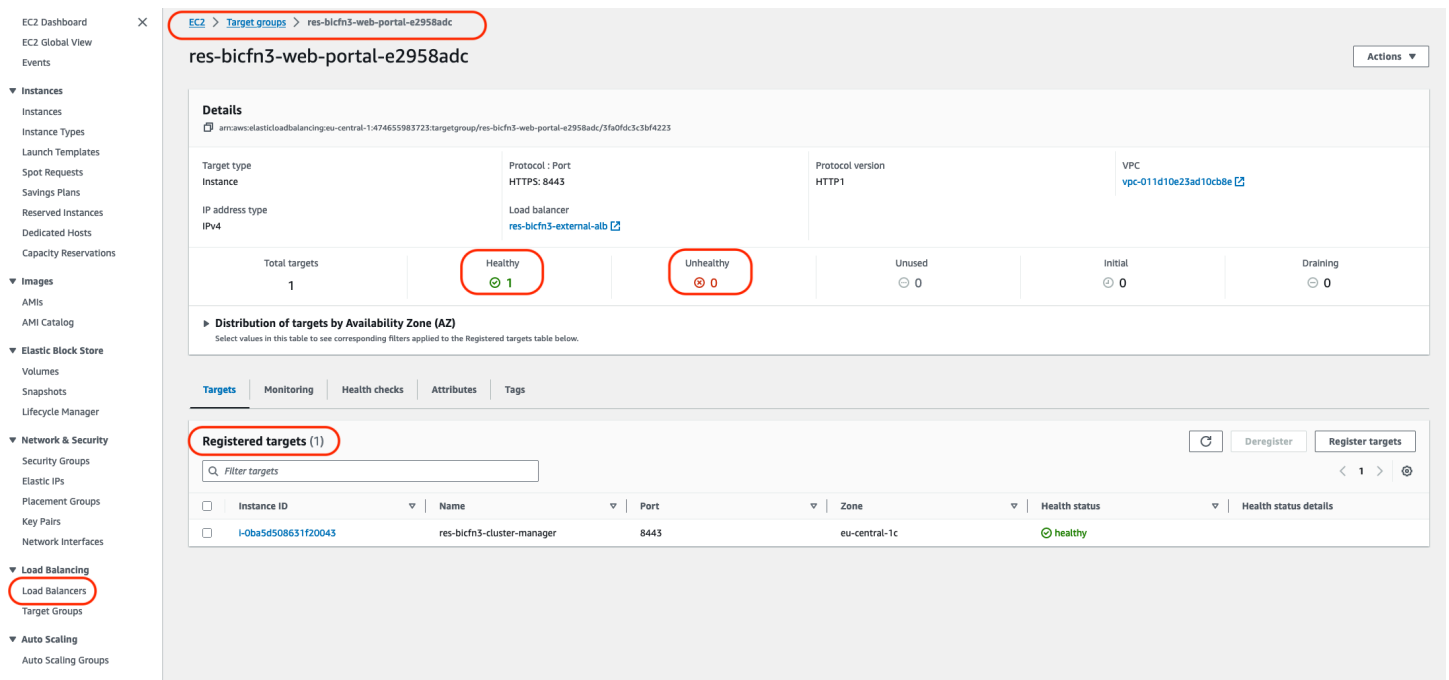 EC2 Dashboard
EC2 Global View
Events
Instances
Instances
Instance Types
Launch Templates
Spot Requests
Savings Plans
Reserved Instances
Dedicated Hosts
Capacity Reservations
Images
AMIs
AMI Catalog
Elastic Block Store
Volumes
Snapshots
Lifecycle Manager
Network & Security
Security Groups
Elastic IPs
Placement Groups
Key Pairs
Network Interfaces
Load Balancing
Load Balancers
Target Groups
Auto Scaling
Auto Scaling Groups
EC2 > Target groups > res-bicfn3-web-portal-e2958adc
res-bicfn3-web-portal-e2958adc
Actions
Details
arn:aws:elasticloadbalancing:eu-central-1:474655983723:targetgroup/res-bicfn3-web-portal-e2958adc/3fa0fdc3c3bf4223
Target type Protocol : Port Protocol version VPC
Instance HTTPS: 8443 HTTP1 vpc-011d10e23ad10cb8e
IP address type Load balancer
IPv4 res-bicfn3-external-alb
Total targets Healthy Unhealthy Unused Initial Draining
1 1 0 0 0 0
Distribution of targets by Availability Zone (AZ)
Select values in this table to see corresponding filters applied to the Registered targets table below.
Targets Monitoring Health checks Attributes Tags
Registered targets (1) Deregister Register targets
Filter targets < 1 >
Instance ID Name Port Zone Health status Health status details
i-0ba5d508631f20043 res-bicfn3-cluster-manager 8443 eu-central-1c healthy